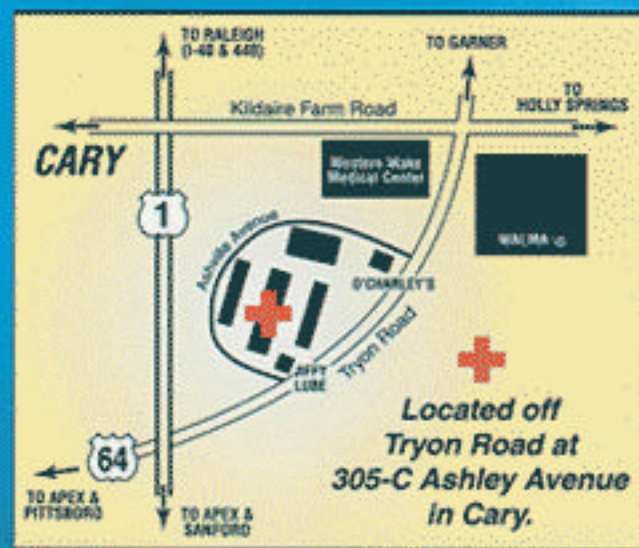 TO RALEIGH
(I-40 & 440)
TO GARNER
TO
HOLLY SPRINGS
Kildaire Farm Road
CARY
Western Wake
Medical Center
1
Avenue
O'CHARLEY'S
LUBE
Tryon Road
64
TO APEX &
PITTSBORO
TO APEX &
SANFORD
Located off
Tryon Road at
305-C Ashley Avenue
in Cary.